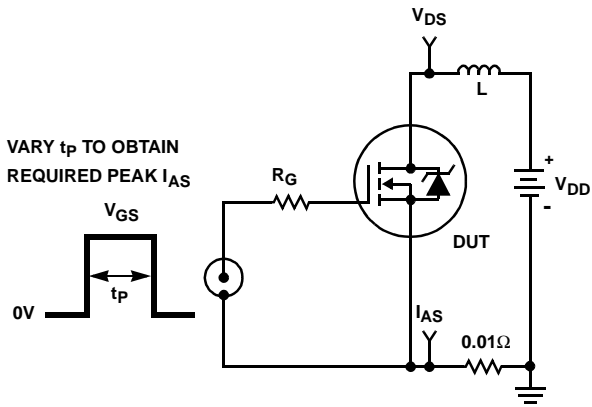 VDS
L
VARY tP TO OBTAIN
REQUIRED PEAK IAS
RG
+
VDD
-
VGS
DUT
tP
0V
IAS
0.01Ω